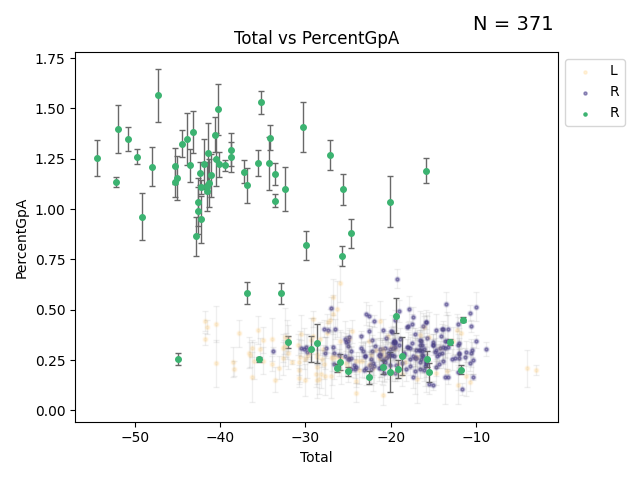 N = 371
Total vs PercentGpA
L
R
R
PercentGpA
1.75
1.50
1.25
1.00
0.75
0.50
0.25
0.00
−50
−40
−30
−20
−10
Total